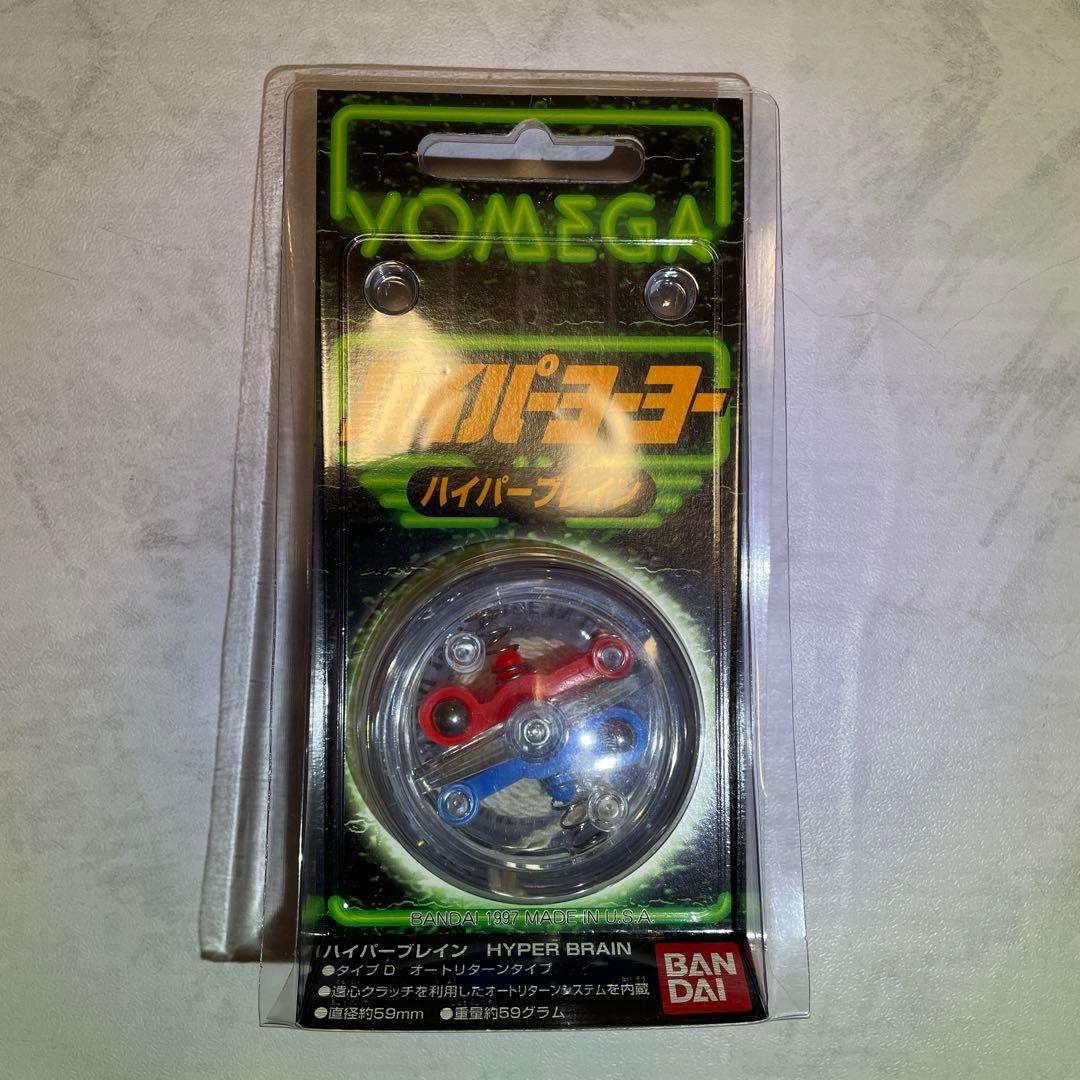 YOMEGA
ハイパーヨーヨー
ハイパーブレイン
BANDAI 1997 MADE IN U.S.A.
ハイパーブレイン HYPER BRAIN
●タイプD オートリターンタイプ
●遠心クラッチを利用したオートリターンシステムを内蔵
●直径約59mm ●重量約59グラム
BAN
DAI